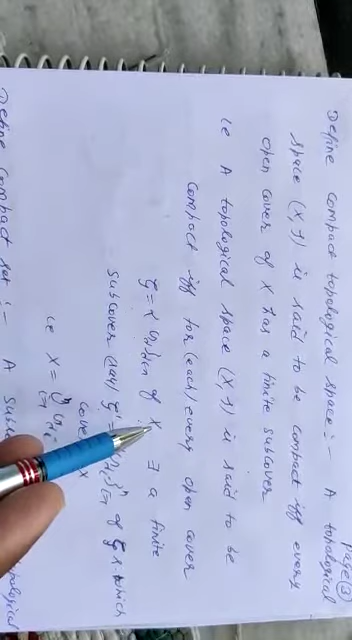 Page ③
Define compact topological space :- A topological
space (X, J) is said to be compact iff every
open cover of X has a finite subcover
ie A topological space (X, J) is said to be
compact iff for (each) every open cover
of X ∃ a finite
subcover (say) of which
cover X
ie X =
Define compact set :- A